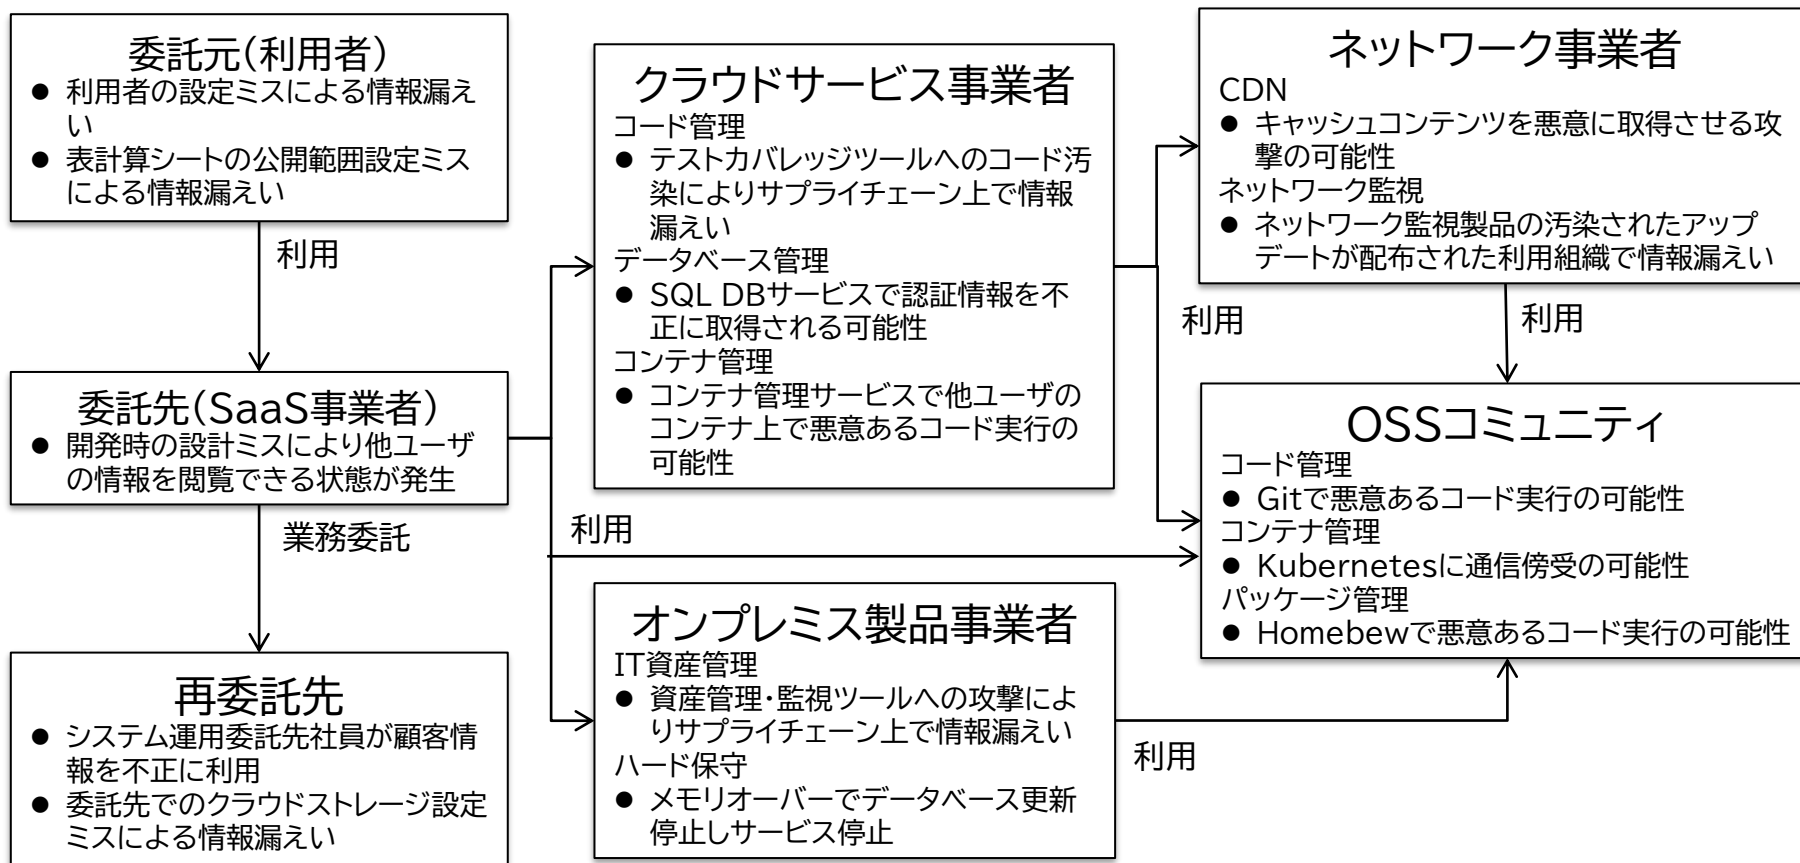 委託元(利用者)
● 利用者の設定ミスによる情報漏え
い
● 表計算シートの公開範囲設定ミス
による情報漏えい
利用
委託先(SaaS事業者)
● 開発時の設計ミスにより他ユーザ
の情報を閲覧できる状態が発生
業務委託
再委託先
● システム運用委託先社員が顧客情
報を不正に利用
● 委託先でのクラウドストレージ設定
ミスによる情報漏えい
クラウドサービス事業者
コード管理
● テストカバレッジツールへのコード汚
染によりサプライチェーン上で情報
漏えい
データベース管理
● SQL DBサービスで認証情報を不
正に取得される可能性
コンテナ管理
● コンテナ管理サービスで他ユーザの
コンテナ上で悪意あるコード実行の
可能性
利用
オンプレミス製品事業者
IT資産管理
● 資産管理・監視ツールへの攻撃によ
りサプライチェーン上で情報漏えい
ハード保守
● メモリオーバーでデータベース更新
停止しサービス停止
利用
利用
ネットワーク事業者
CDN
● キャッシュコンテンツを悪意に取得させる攻
撃の可能性
ネットワーク監視
● ネットワーク監視製品の汚染されたアップ
デートが配布された利用組織で情報漏えい
利用
OSSコミュニティ
コード管理
● Gitで悪意あるコード実行の可能性
コンテナ管理
● Kubernetesに通信傍受の可能性
パッケージ管理
● Homebewで悪意あるコード実行の可能性